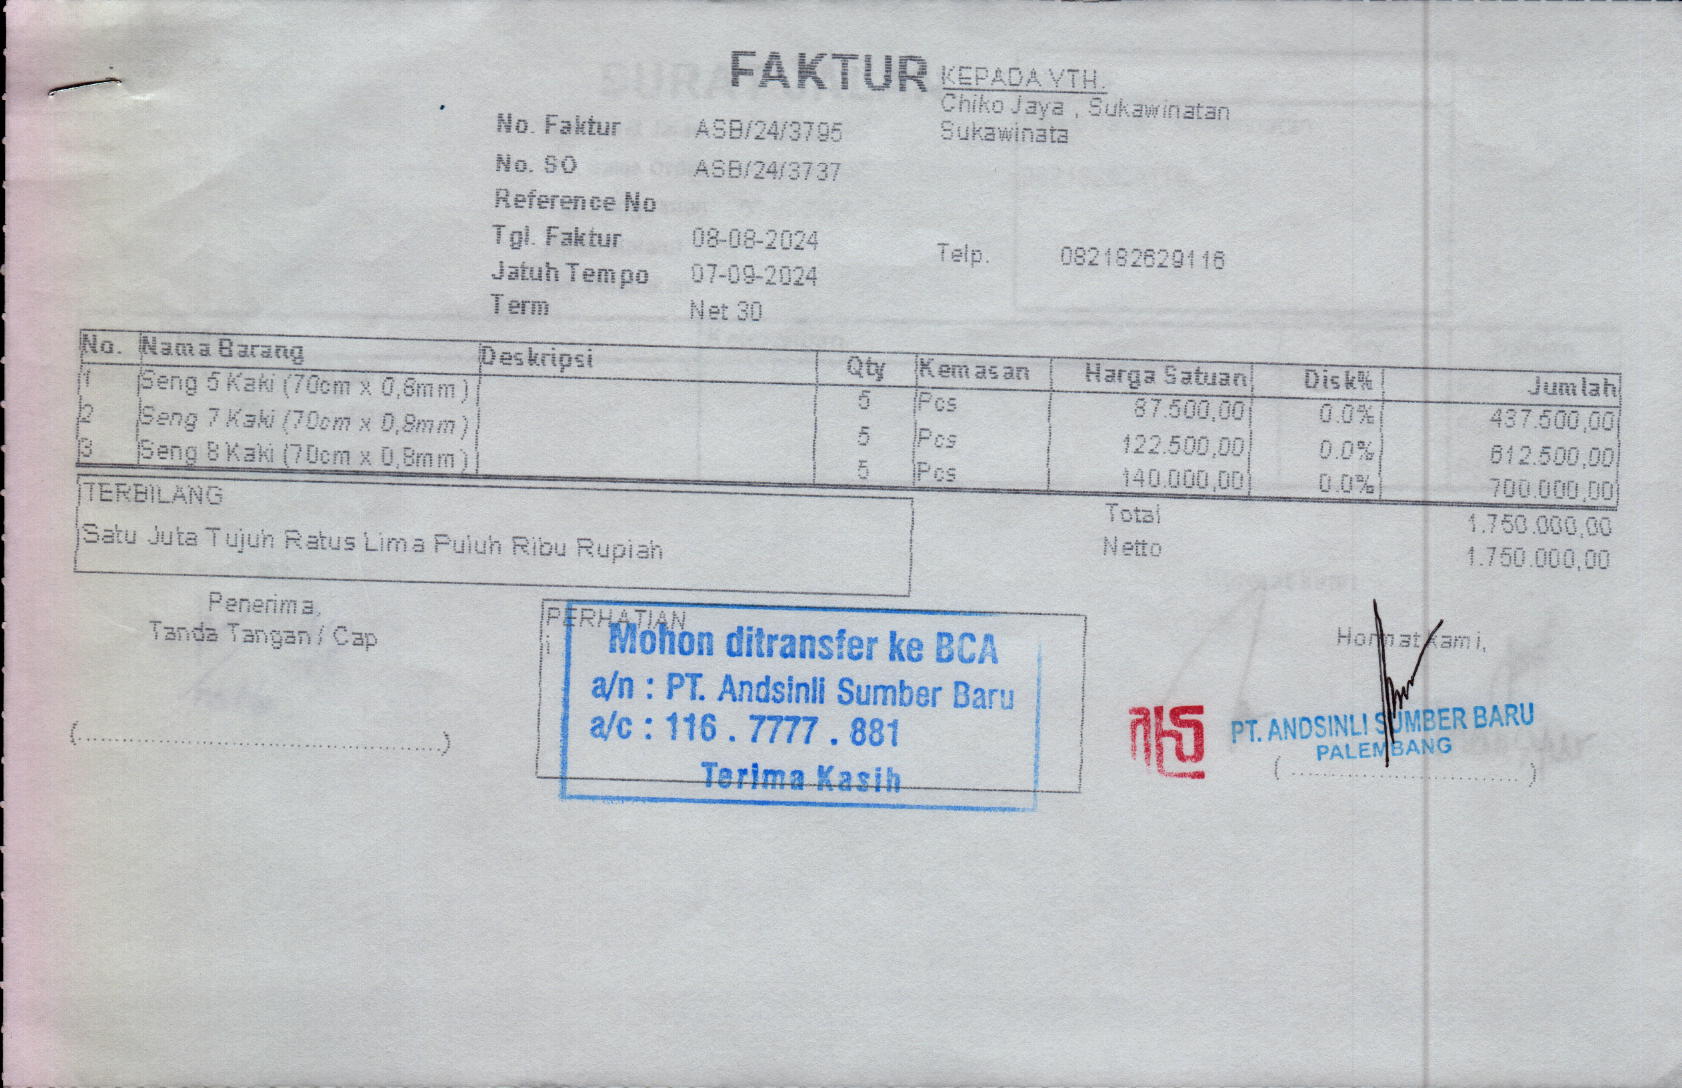 FAKTUR
KEPADA YTH.
Chiko Jaya , Sukawinatan
Sukawinata
No. Faktur ASB/24/3795
No. SO ASB/24/3737
Reference No
Tgl. Faktur 08-08-2024
Telp. 082182629116
Jatuh Tempo 07-09-2024
Term Net 30
No. Nama Barang Deskripsi Qty Kemasan Harga Satuan Disk% Jumlah
1 Seng 5 Kaki (70cm x 0,8mm) 5 Pcs 87.500,00 0.0% 437.500,00
2 Seng 7 Kaki (70cm x 0,8mm) 5 Pcs 122.500,00 0.0% 612.500,00
3 Seng 8 Kaki (70cm x 0,8mm) 5 Pcs 140.000,00 0.0% 700.000,00
TERBILANG
Satu Juta Tujuh Ratus Lima Puluh Ribu Rupiah
Total 1.750.000,00
Netto 1.750.000,00
Penerima,
Tanda Tangan / Cap
(....................)
PERHATIAN
i
Mohon ditransfer ke BCA
a/n : PT. Andsinli Sumber Baru
a/c : 116 . 7777 . 881
Terima Kasih
Hormat Kami,
PT. ANDSINLI SUMBER BARU
PALEMBANG
(....................)